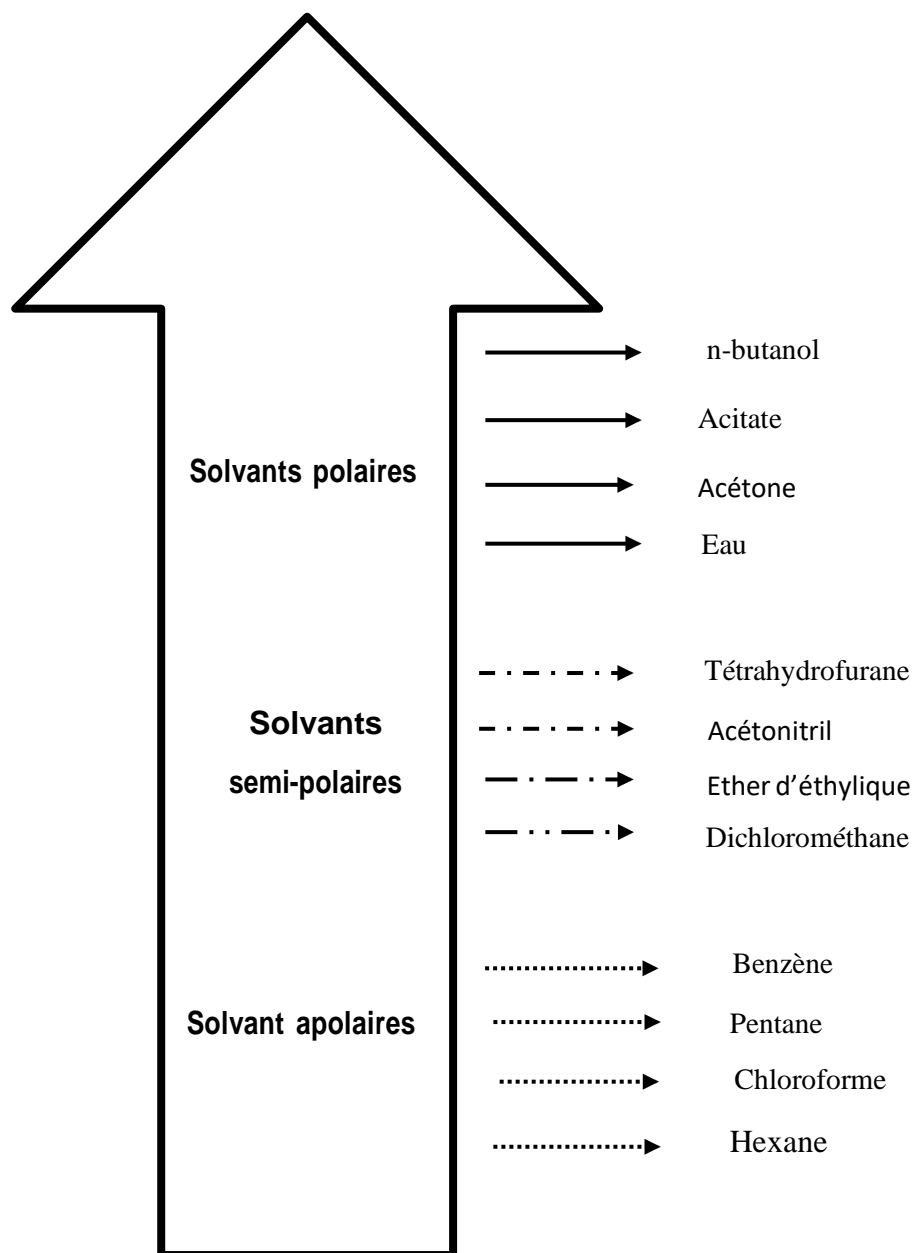 n-butanol
Acitate
Solvants polaires
Acétone
Eau
Tétrahydrofurane
Solvants
Acétonitril
semi-polaires
Ether d’éthylique
Dichlorométhane
Benzène
Solvant apolaires
Pentane
Chloroforme
Hexane